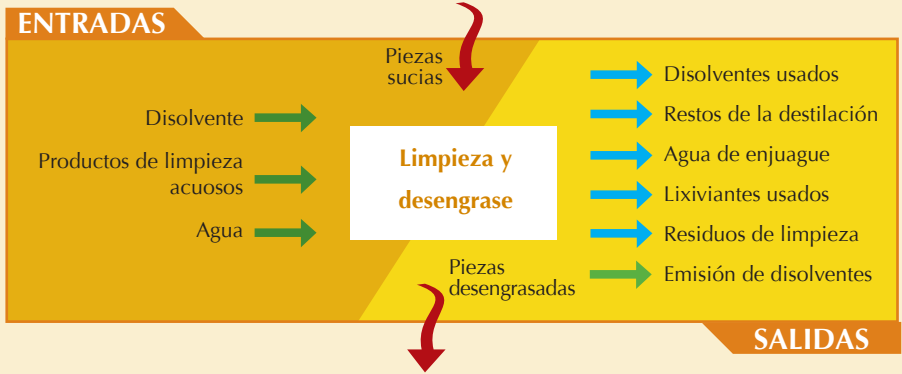 ENTRADAS
Piezas
sucias
Disolvente
Productos de limpieza
acuosos
Agua
Limpieza y
desengrase
Piezas
desengrasadas
Disolventes usados
Restos de la destilación
Agua de enjuague
Lixiviantes usados
Residuos de limpieza
Emisión de disolventes
SALIDAS